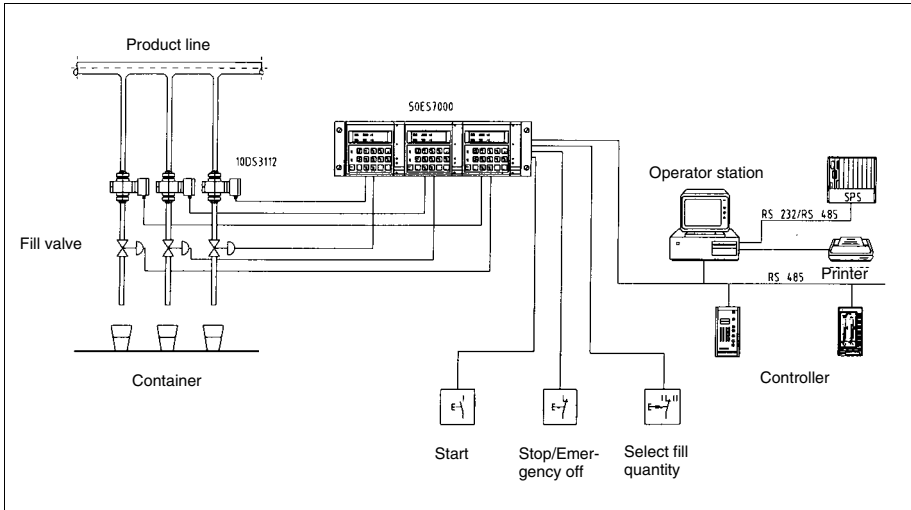 Product line
50ES7000
10DS3112
Operator station
SPS
RS 232/RS 485
Fill valve
Printer
RS 485
Container
Controller
Start
Stop/Emer-
gency off
Select fill
quantity